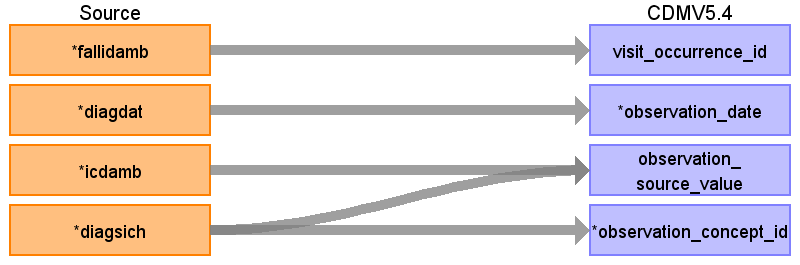 Source CDMV5.4
*fallidamb visit_occurrence_id
*diagdat *observation_date
*icdamb observation_
source_value
*diagsich *observation_concept_id